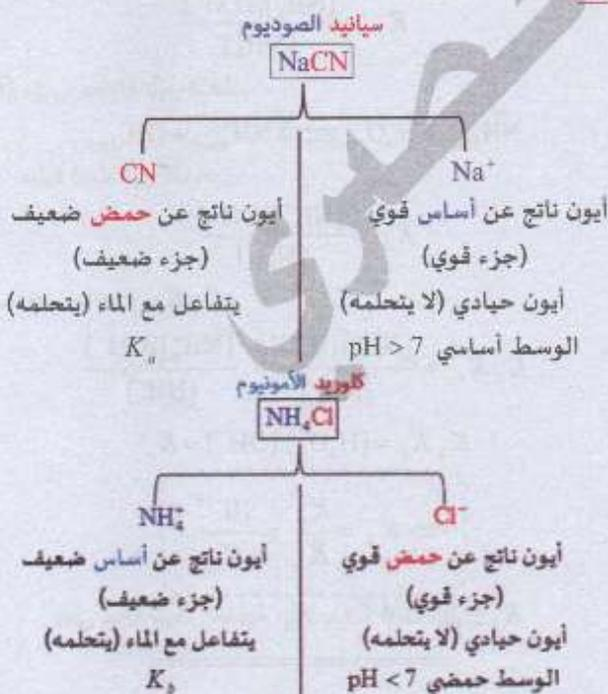 سيانيد الصوديوم
NaCN
Na⁺
أيون ناتج عن أساس قوي
(جزء قوي)
أيون حيادي (لا يتحلمه)
الوسط أساسي pH > 7
CN
أيون ناتج عن حمض ضعيف
(جزء ضعيف)
يتفاعل مع الماء (يتحلمه)
Kₐ
كلوريد الأمونيوم
NH₄Cl
Cl⁻
أيون ناتج عن حمض قوي
(جزء قوي)
أيون حيادي (لا يتحلمه)
الوسط حمضي pH < 7
NH₄⁺
أيون ناتج عن أساس ضعيف
(جزء ضعيف)
يتفاعل مع الماء (يتحلمه)
K_b